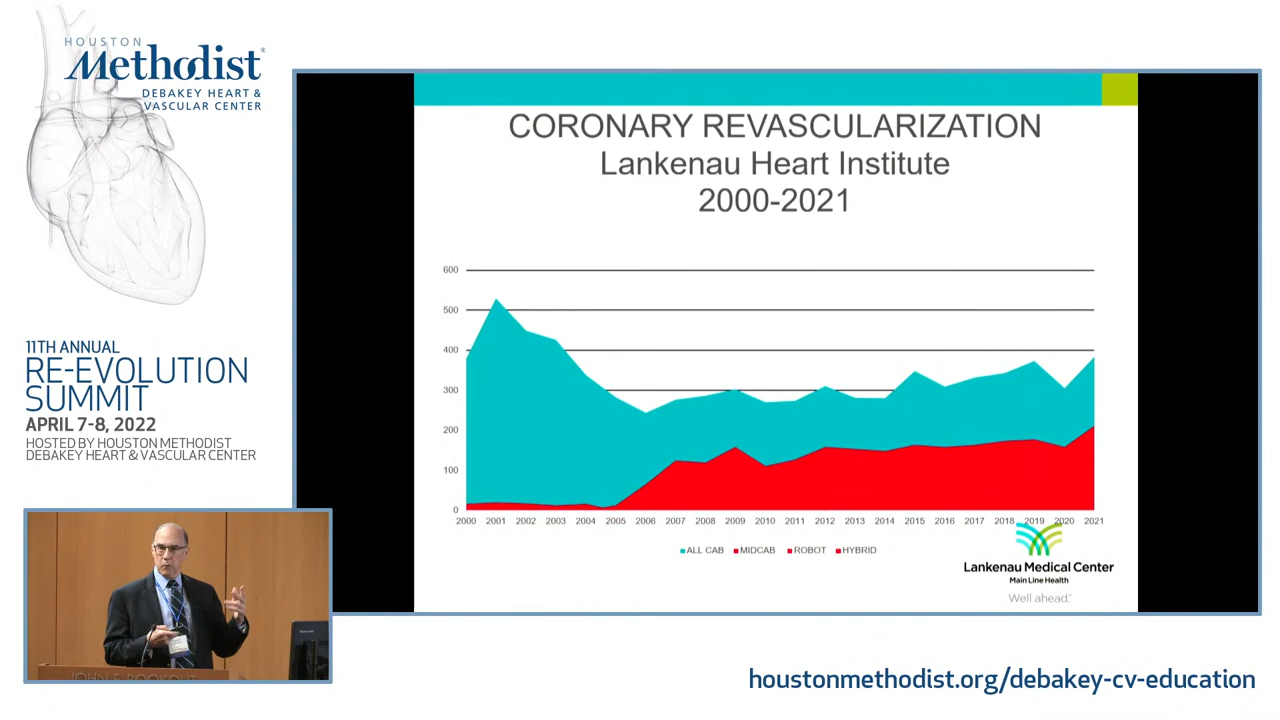 HOUSTON
Methodist®
DEBAKEY HEART &
VASCULAR CENTER
11TH ANNUAL
RE-EVOLUTION
SUMMIT
APRIL 7-8, 2022
HOSTED BY HOUSTON METHODIST
DEBAKEY HEART & VASCULAR CENTER
CORONARY REVASCULARIZATION
Lankenau Heart Institute
2000-2021
600
500
400
300
200
100
0
2000 2001 2002 2003 2004 2005 2006 2007 2008 2009 2010 2011 2012 2013 2014 2015 2016 2017 2018 2019 2020 2021
ALL CAB MIDCAB ROBOT HYBRID
Lankenau Medical Center
Main Line Health
Well ahead.
JOHN F. BOOKOUT
houstonmethodist.org/debakey-cv-education